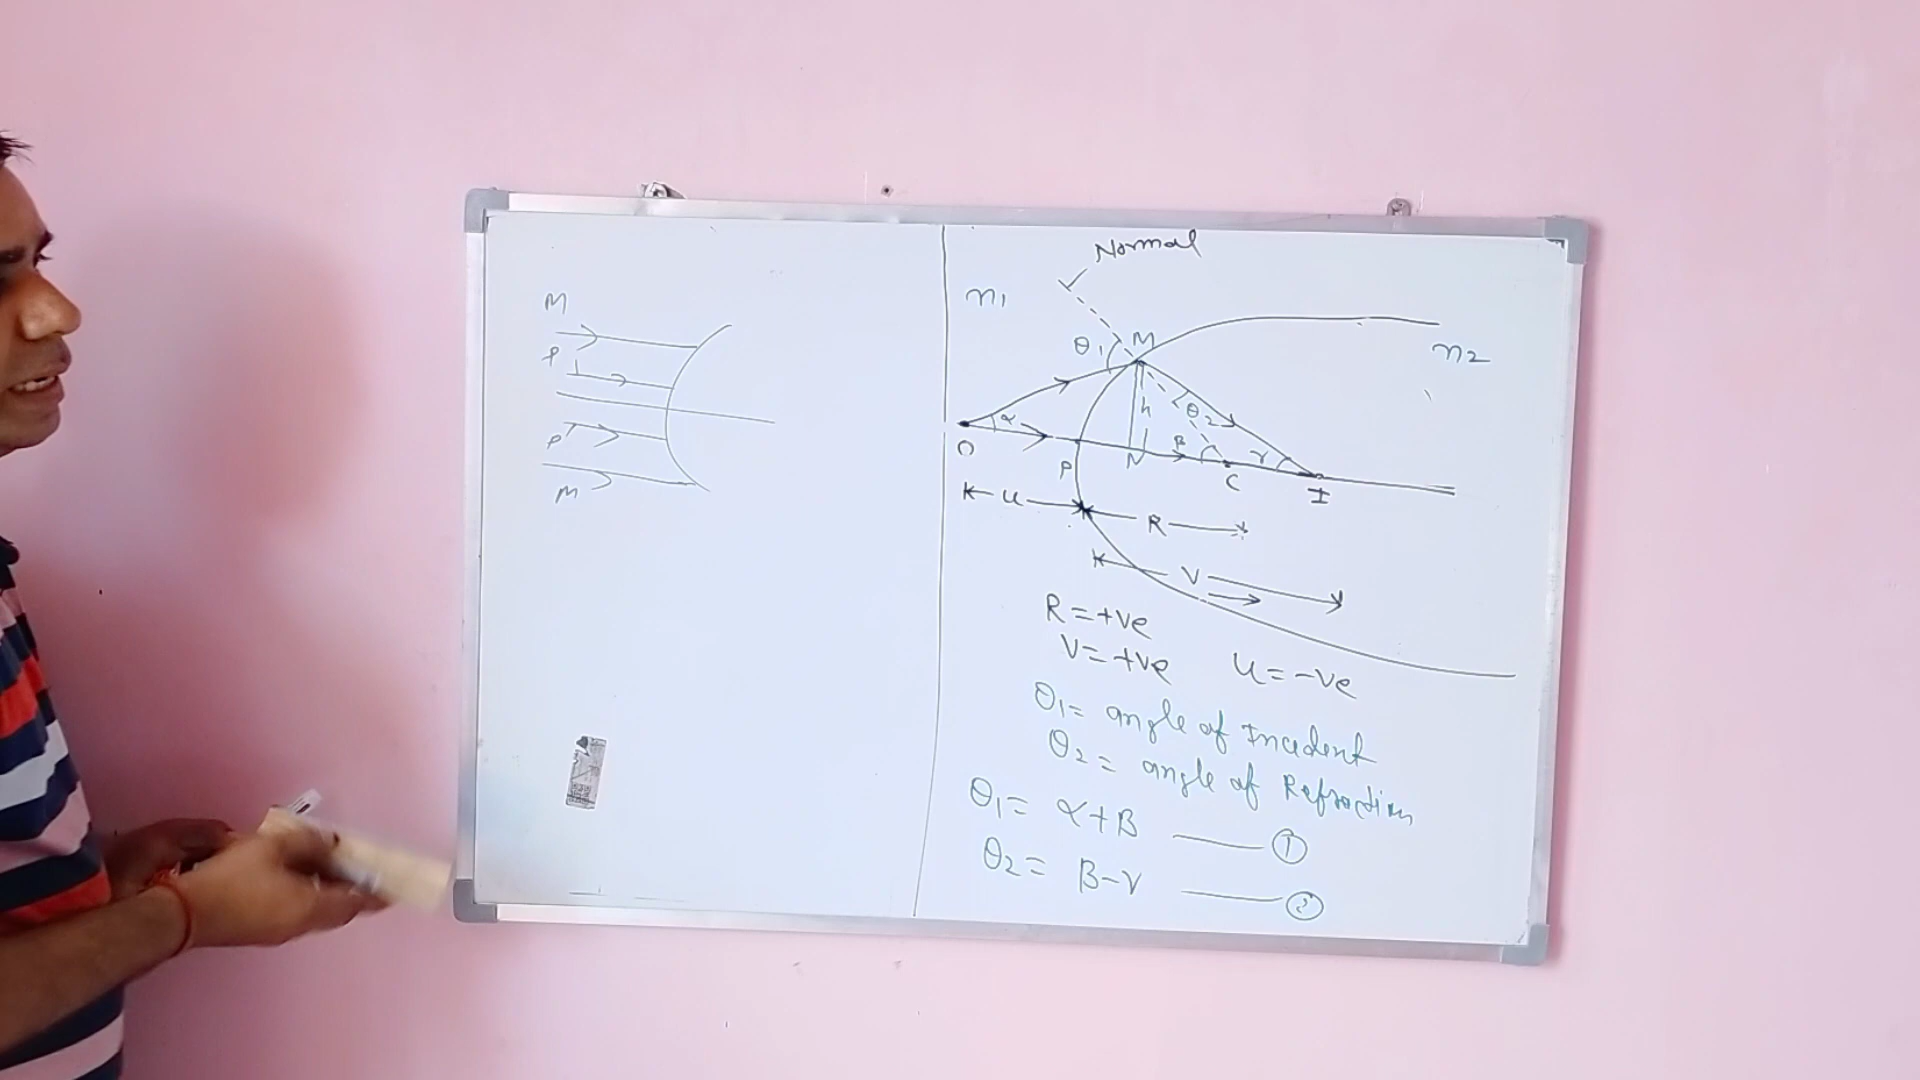 M
P
P
M
Normal
n1
n2
θ1
M
h
θ2
α
β
γ
O
P
N
C
I
u
R
V
R=+ve
V=+ve u=-ve
θ1= angle of Incedent
θ2= angle of Refraction
θ1= α+β ①
θ2= β-γ ②